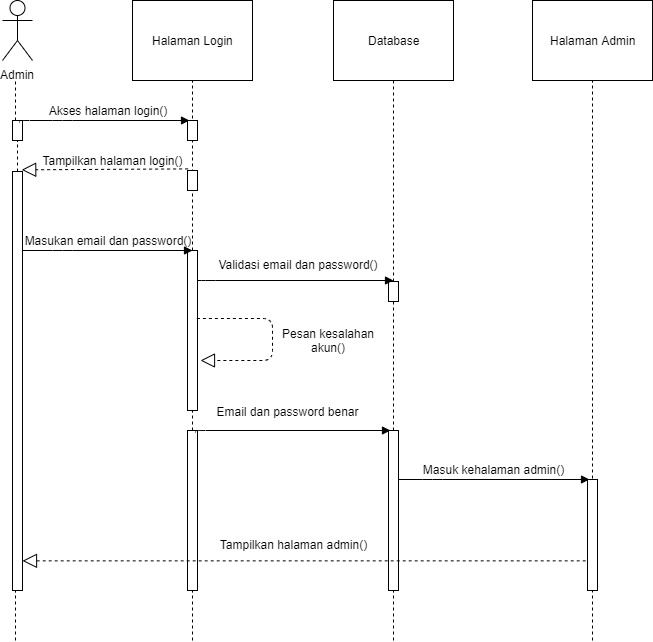 Admin
Halaman Login
Database
Halaman Admin
Akses halaman login()
Tampilkan halaman login()
Masukan email dan password()
Validasi email dan password()
Pesan kesalahan
akun()
Email dan password benar
Masuk kehalaman admin()
Tampilkan halaman admin()